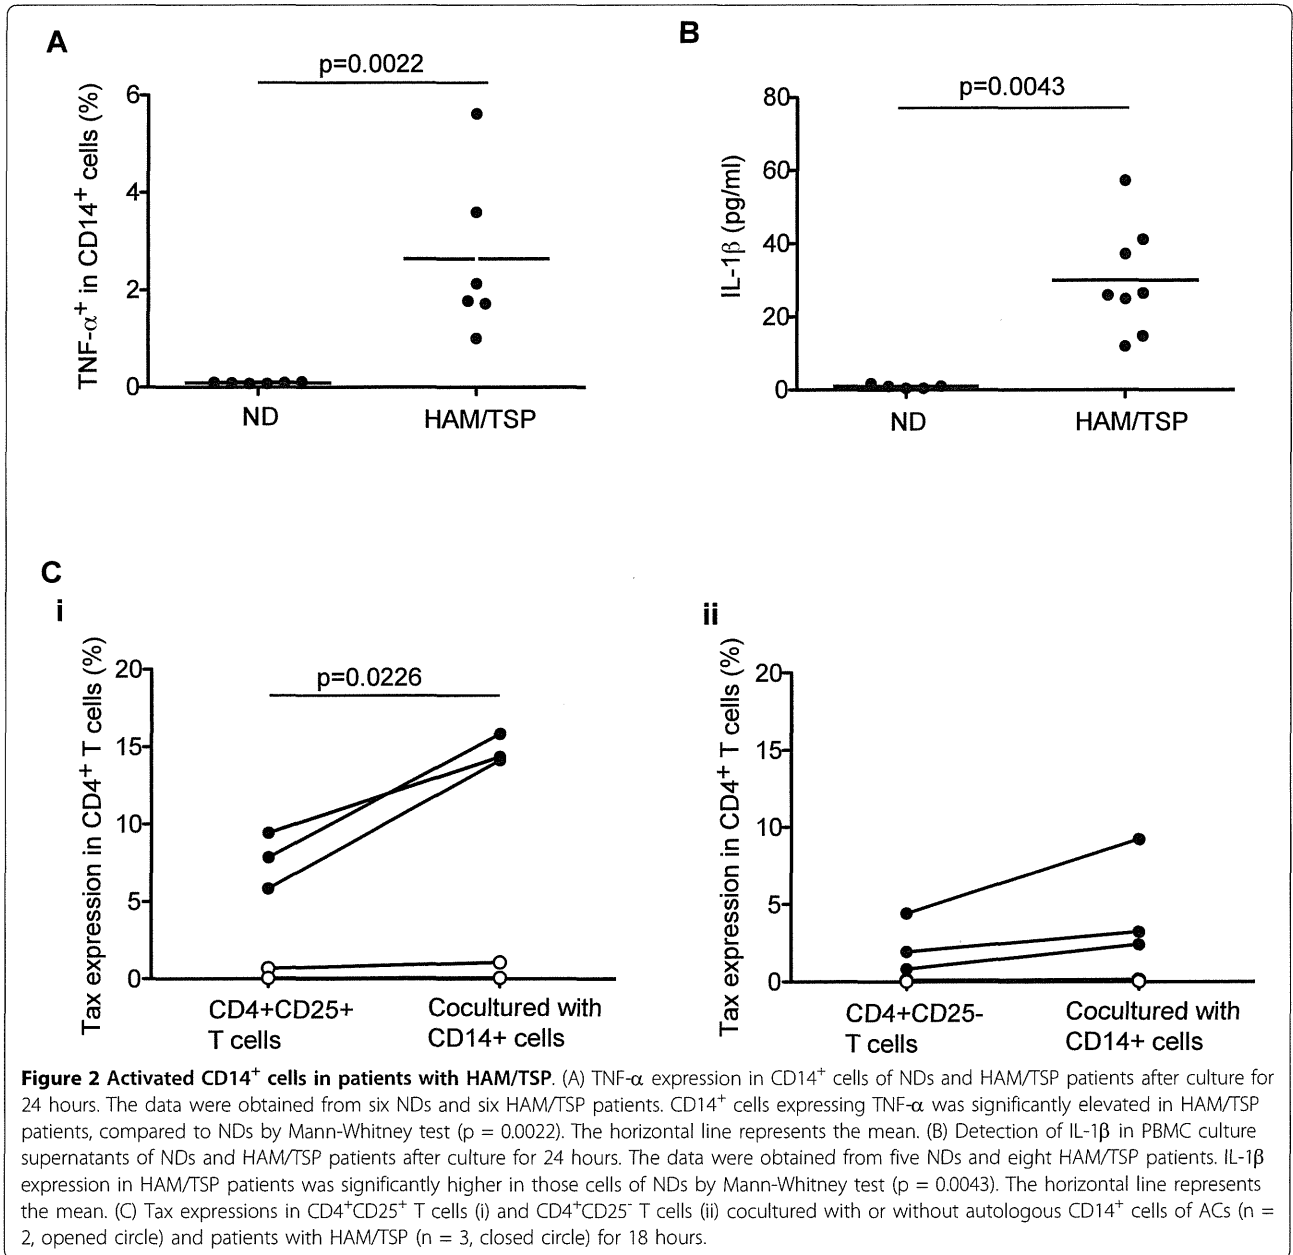 A
p=0.0022
TNF-α⁺ in CD14⁺ cells (%)
6
4
2
0
ND
HAM/TSP
B
p=0.0043
IL-1β (pg/ml)
80
60
40
20
0
ND
HAM/TSP
C
i
p=0.0226
Tax expression in CD4⁺ T cells (%)
20
15
10
5
0
CD4+CD25+
T cells
Cocultured with
CD14+ cells
ii
Tax expression in CD4⁺ T cells (%)
20
15
10
5
0
CD4+CD25-
T cells
Cocultured with
CD14+ cells
Figure 2 Activated CD14⁺ cells in patients with HAM/TSP. (A) TNF-α expression in CD14⁺ cells of NDs and HAM/TSP patients after culture for
24 hours. The data were obtained from six NDs and six HAM/TSP patients. CD14⁺ cells expressing TNF-α was significantly elevated in HAM/TSP
patients, compared to NDs by Mann-Whitney test (p = 0.0022). The horizontal line represents the mean. (B) Detection of IL-1β in PBMC culture
supernatants of NDs and HAM/TSP patients after culture for 24 hours. The data were obtained from five NDs and eight HAM/TSP patients. IL-1β
expression in HAM/TSP patients was significantly higher in those cells of NDs by Mann-Whitney test (p = 0.0043). The horizontal line represents
the mean. (C) Tax expressions in CD4⁺CD25⁺ T cells (i) and CD4⁺CD25⁻ T cells (ii) cocultured with or without autologous CD14⁺ cells of ACs (n =
2, opened circle) and patients with HAM/TSP (n = 3, closed circle) for 18 hours.